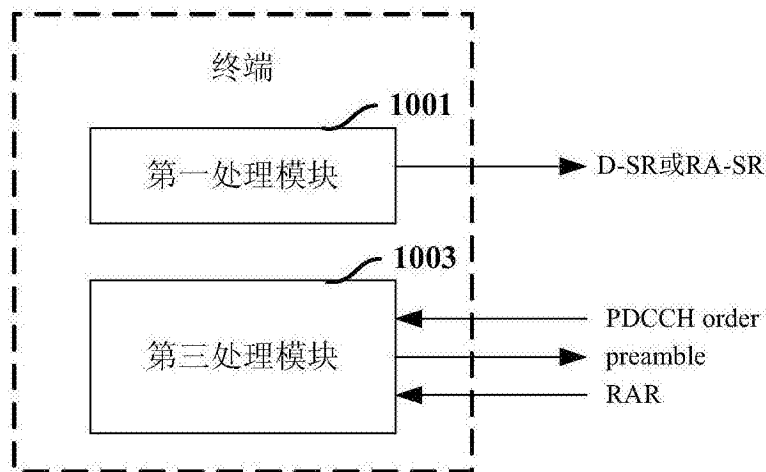 终端
1001
第一处理模块
D-SR或RA-SR
1003
第三处理模块
PDCCH order
preamble
RAR